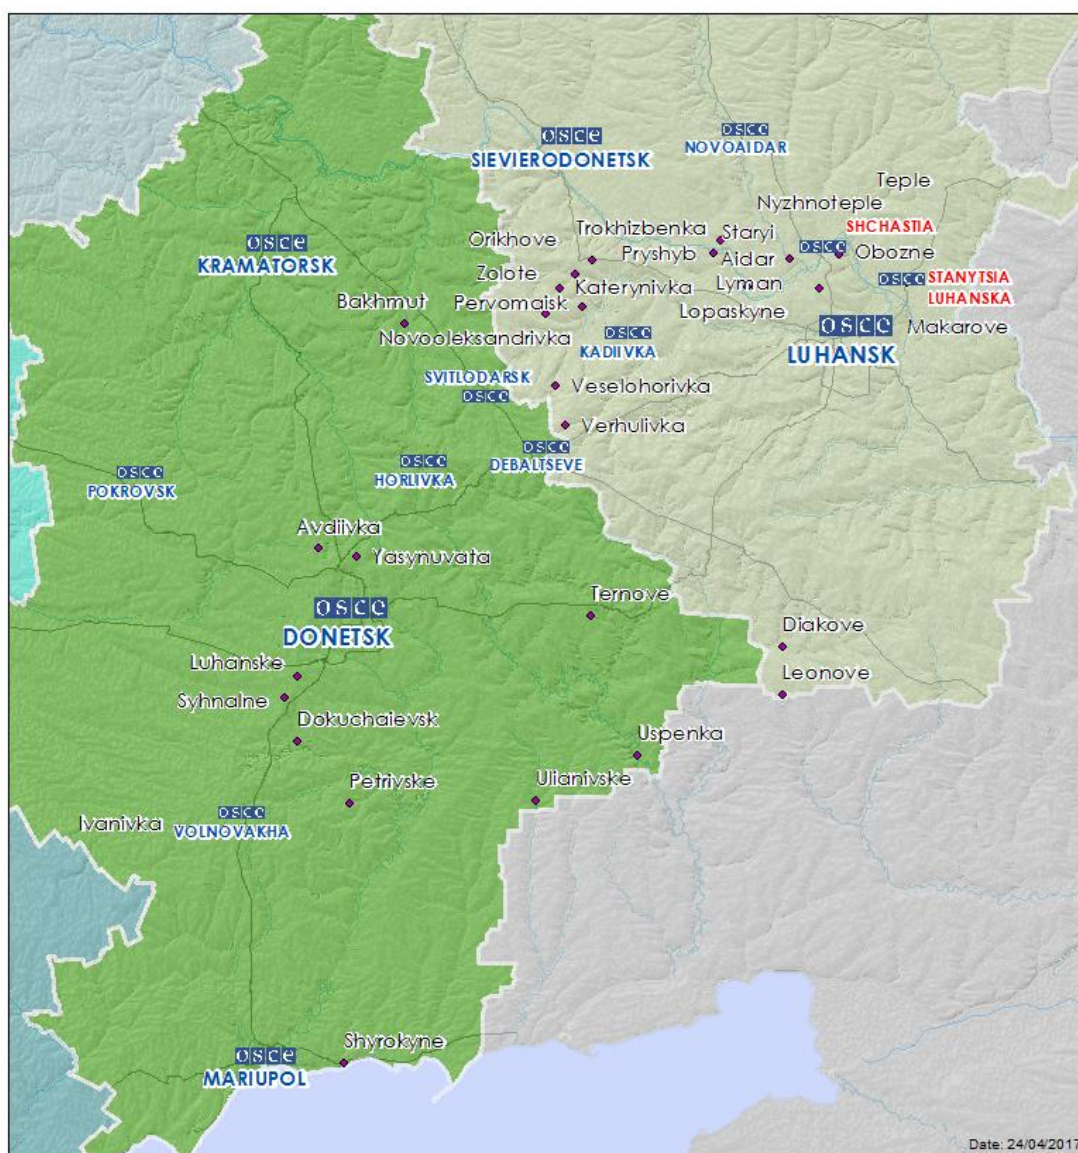 osce
SIEVIERODONETSK
osce
NOVOAIDAR
Teple
Nyzhnoteple
Trokhizbenka
Staryi
SHCHASTIA
Orikhove
Pryshyb
Aidar
osce
Obozne
osce
KRAMATORSK
Zolote
Katerynivka
Lyman
osce
STANYTSIA
LUHANSKA
Bakhmut
Pervomaisk
Lopaskyne
osce
Makarove
Novooleksandrivka
osce
KADIIVKA
LUHANSK
SVITLODARSK
osce
Veselohorivka
Verhulivka
osce
DEBALTSEVE
osce
HORLIVKA
osce
POKROVSK
Avdiivka
Yasynuvata
osce
DONETSK
Ternove
Diakove
Luhanske
Leonove
Syhnalne
Dokuchaievsk
Uspenka
Petrivske
Ulianivske
Ivanivka
osce
VOLNOVAKHA
Shyrokyne
osce
MARIUPOL
Date: 24/04/2017